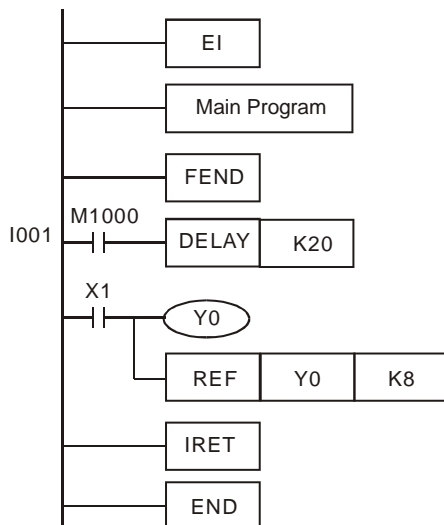 EI
Main Program
FEND
M1000
I001 DELAY K20
X1
Y0
REF Y0 K8
IRET
END